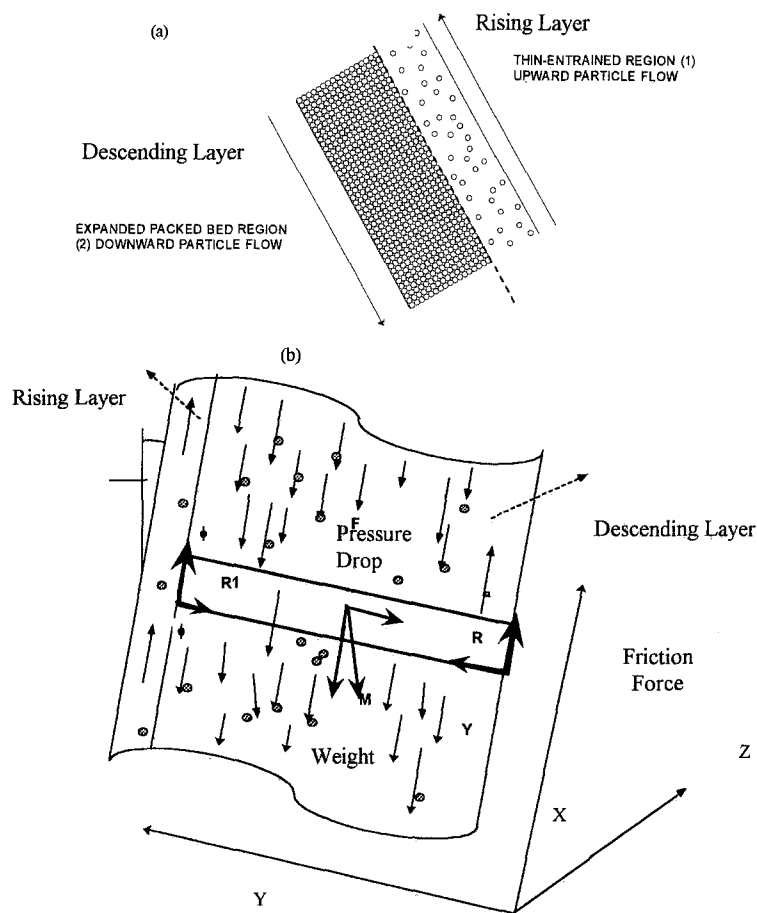 (a)
Rising Layer
THIN-ENTRAINED REGION (1)
UPWARD PARTICLE FLOW
Descending Layer
EXPANDED PACKED BED REGION
(2) DOWNWARD PARTICLE FLOW
(b)
Rising Layer
F
Pressure
Drop
Descending Layer
R1
R
Friction
Force
M
Y
Weight
Z
X
Y